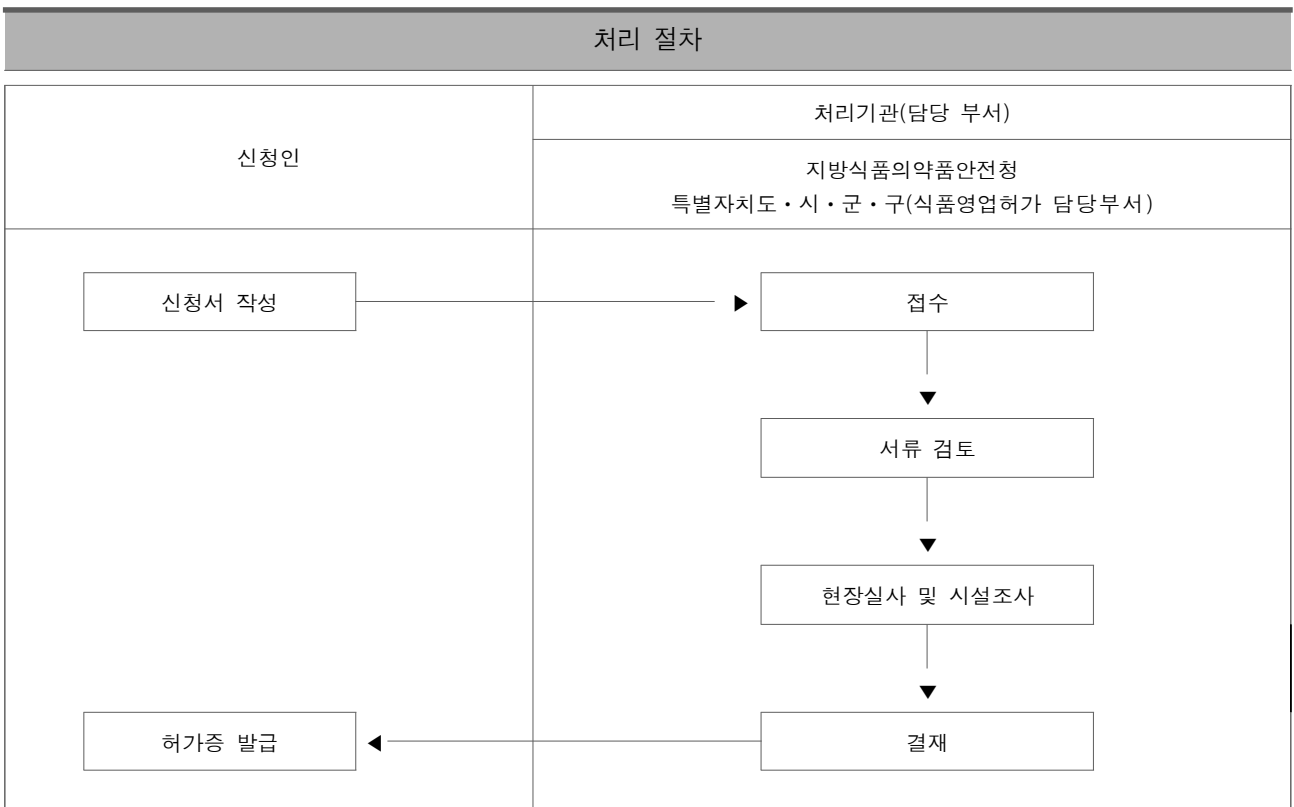 처리 절차
신청인
처리기관(담당 부서)
지방식품의약품안전청
특별자치도・시・군・구(식품영업허가 담당부서)
신청서 작성
접수
서류 검토
현장실사 및 시설조사
허가증 발급
결재